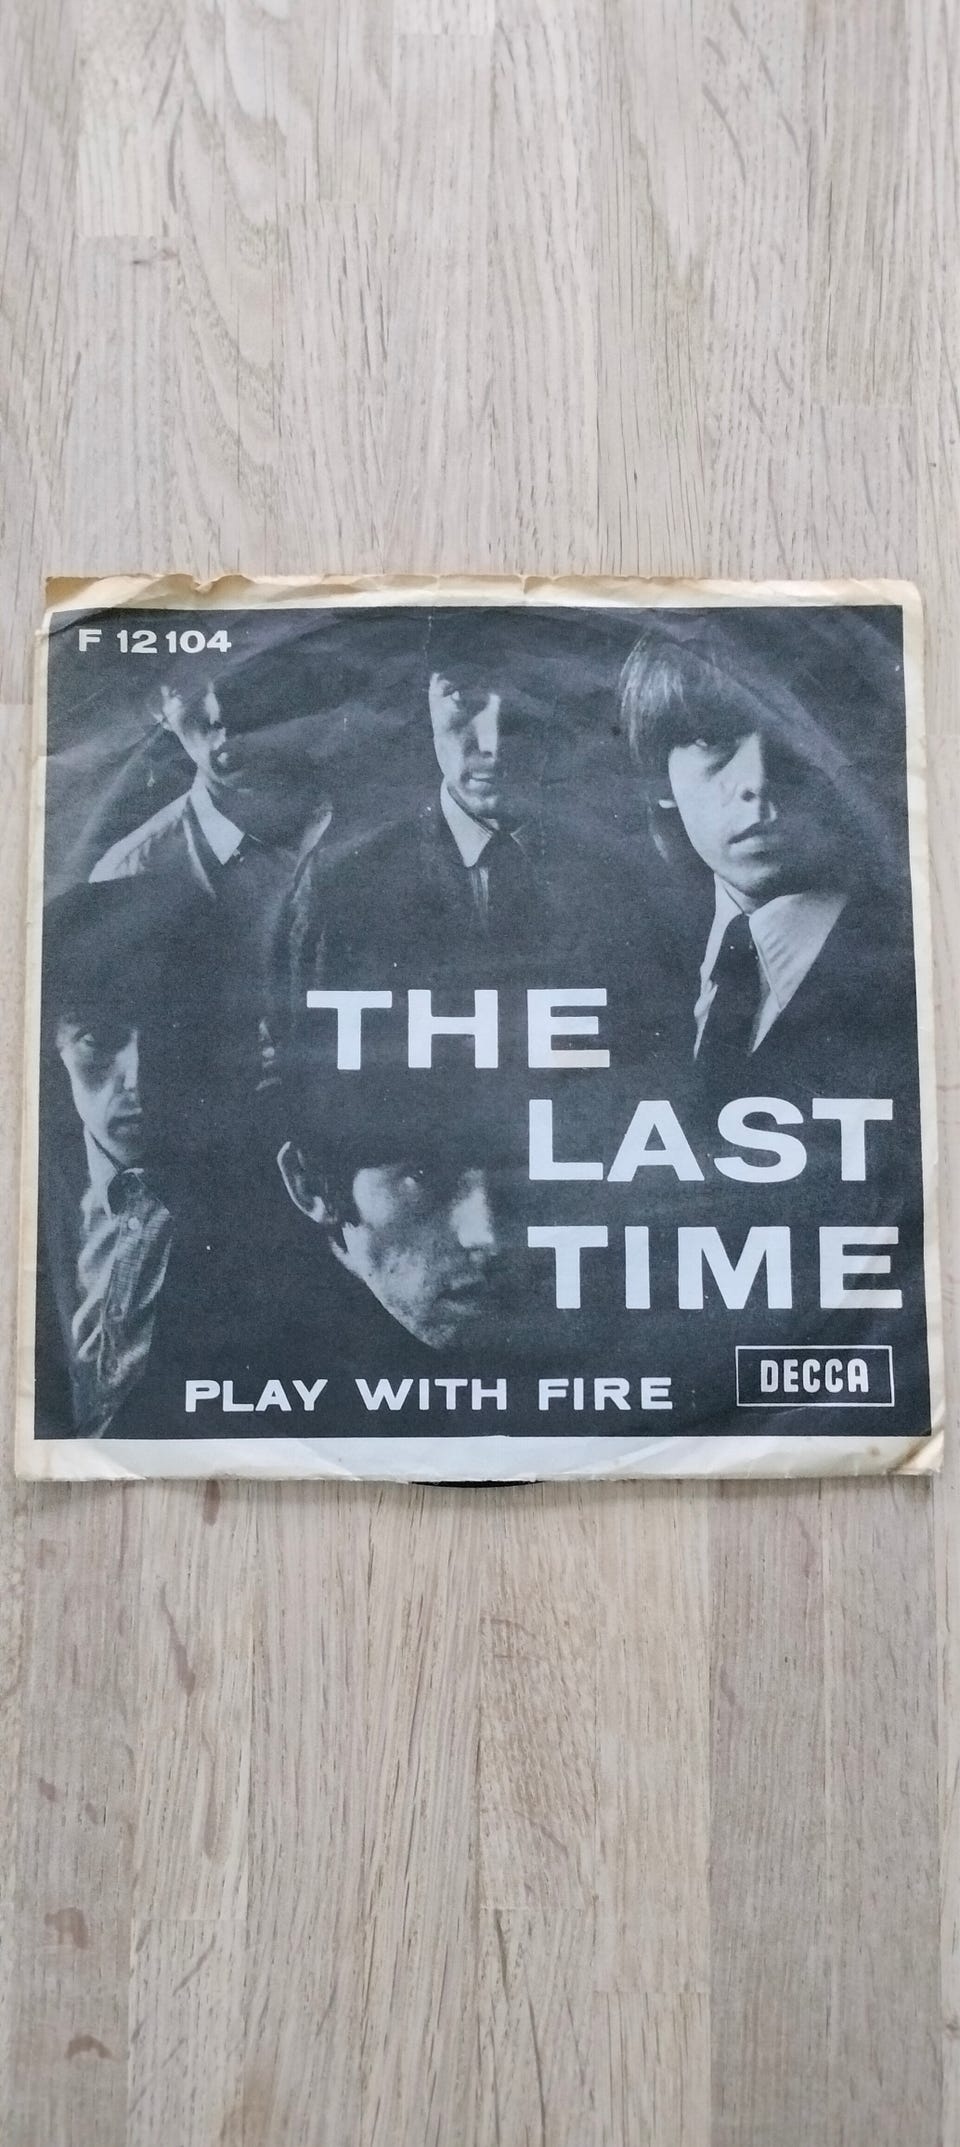 F 12104
THE
LAST
TIME
PLAY WITH FIRE
DECCA